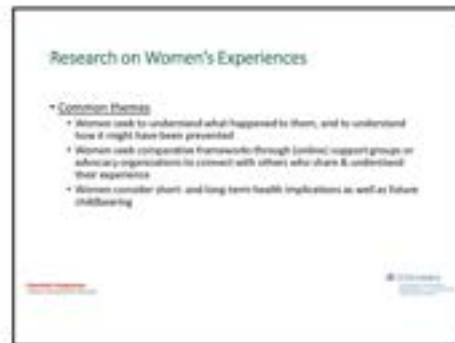 Research on Women's Experiences
• Common themes
• Women seek to understand what happened to them, and to understand
how it might have been prevented
• Women seek comparative frameworks through (online) support groups or
advocacy organizations to connect with others who share & understand
their experience
• Women consider short- and long-term health implications as well as future
childbearing